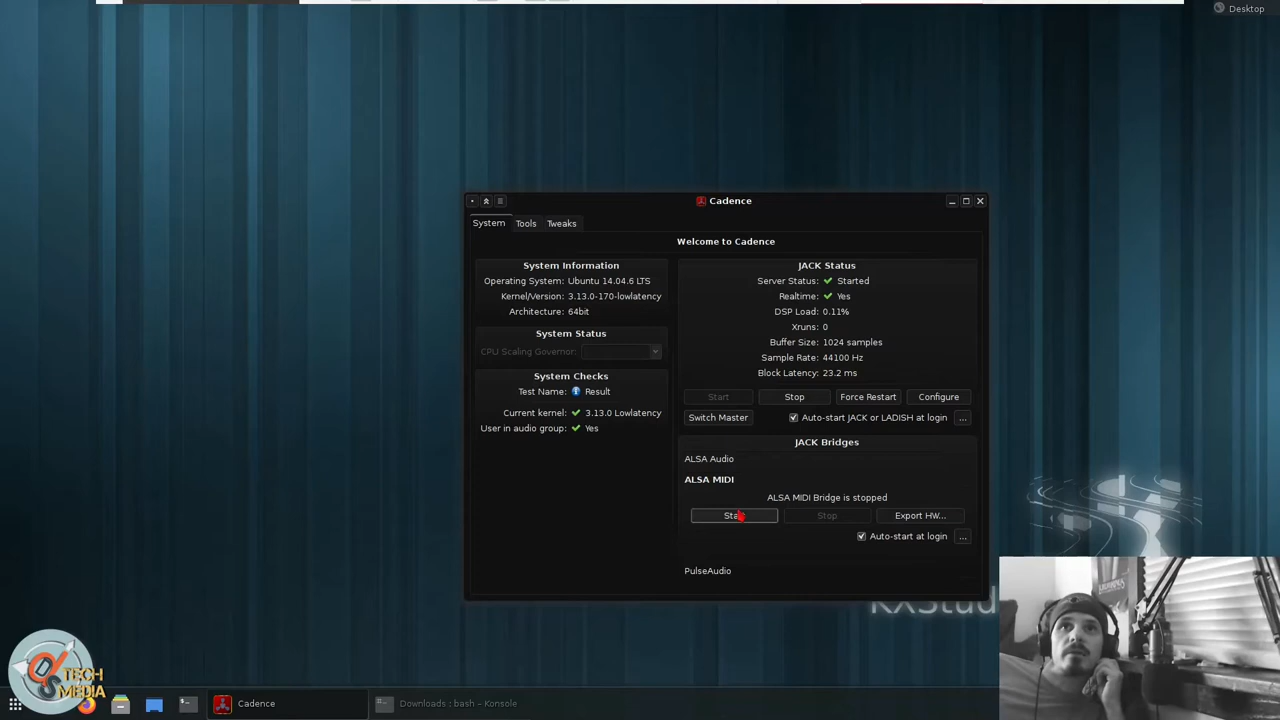 Desktop
Cadence
System Tools Tweaks
Welcome to Cadence
System Information
Operating System: Ubuntu 14.04.6 LTS
Kernel/Version: 3.13.0-170-lowlatency
Architecture: 64bit
System Status
CPU Scaling Governor:
System Checks
Test Name: Result
Current kernel: 3.13.0 Lowlatency
User in audio group: Yes
JACK Status
Server Status: Started
Realtime: Yes
DSP Load: 0.11%
Xruns: 0
Buffer Size: 1024 samples
Sample Rate: 44100 Hz
Block Latency: 23.2 ms
Start Stop Force Restart Configure
Switch Master Auto-start JACK or LADISH at login ...
JACK Bridges
ALSA Audio
ALSA MIDI
ALSA MIDI Bridge is stopped
Start Stop Export HW...
Auto-start at login ...
PulseAudio
KXStud
TECH
MEDIA
Cadence
Downloads : bash – Konsole